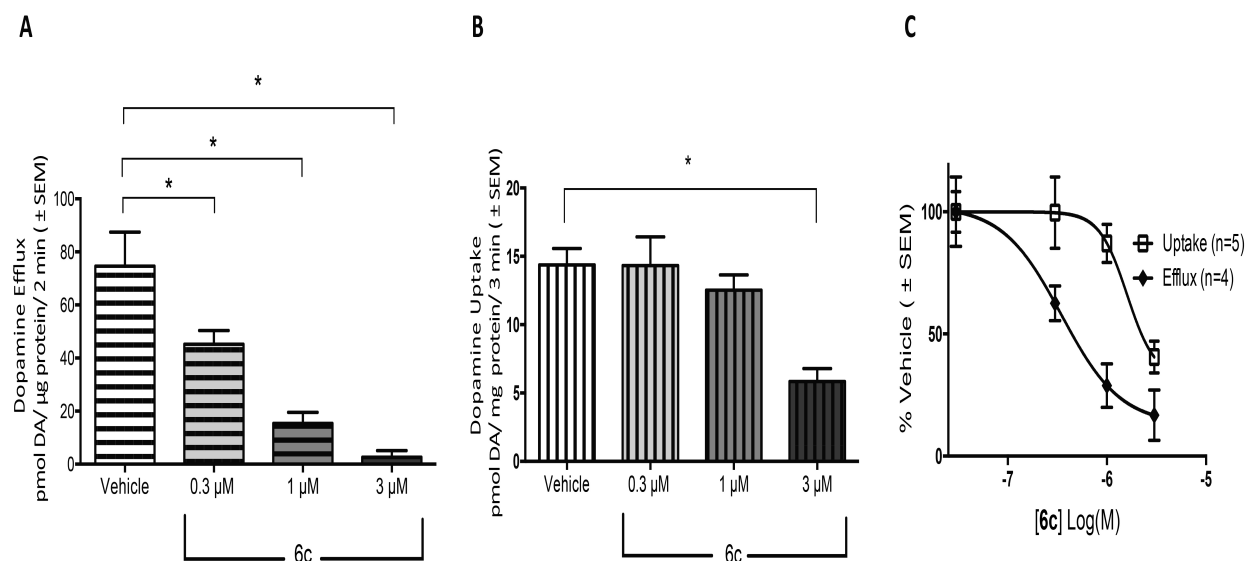 A
B
C
*
*
*
Dopamine Efflux
pmol DA/ µg protein/ 2 min ( ± SEM)
100
80
60
40
20
0
Vehicle
0.3 µM
1 µM
3 µM
6c
*
Dopamine Uptake
pmol DA/ mg protein/ 3 min ( ± SEM)
20
15
10
5
0
Vehicle
0.3 µM
1 µM
3 µM
6c
% Vehicle ( ± SEM)
100
50
0
Uptake (n=5)
Efflux (n=4)
-7
-6
-5
[6c] Log(M)